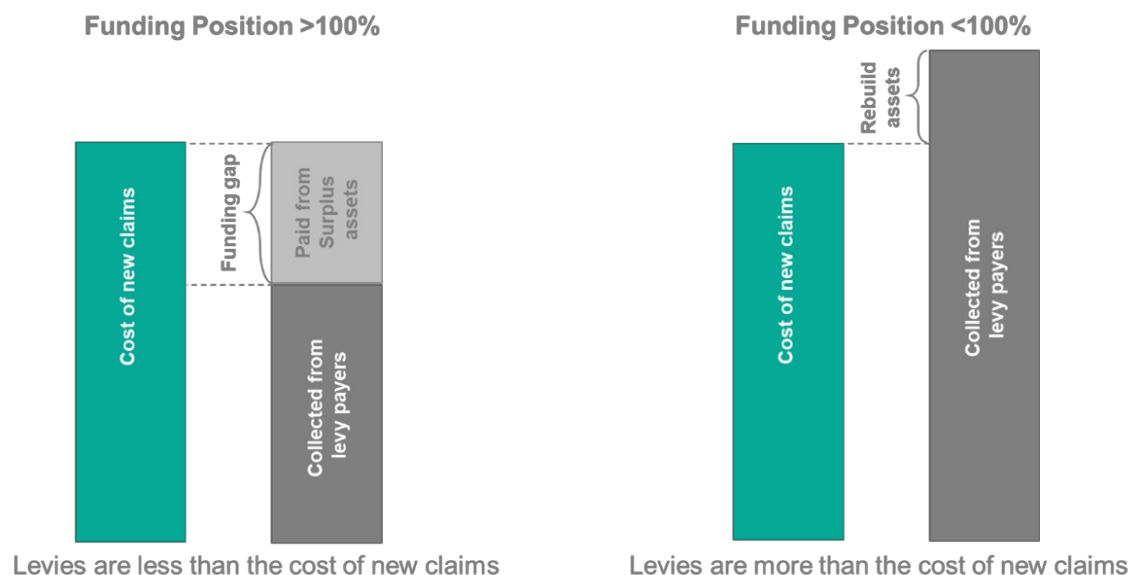 Funding Position >100%
Cost of new claims
Funding gap
Paid from
Surplus
assets
Collected from
levy payers
Levies are less than the cost of new claims
Funding Position <100%
Cost of new claims
Rebuild
assets
Collected from
levy payers
Levies are more than the cost of new claims